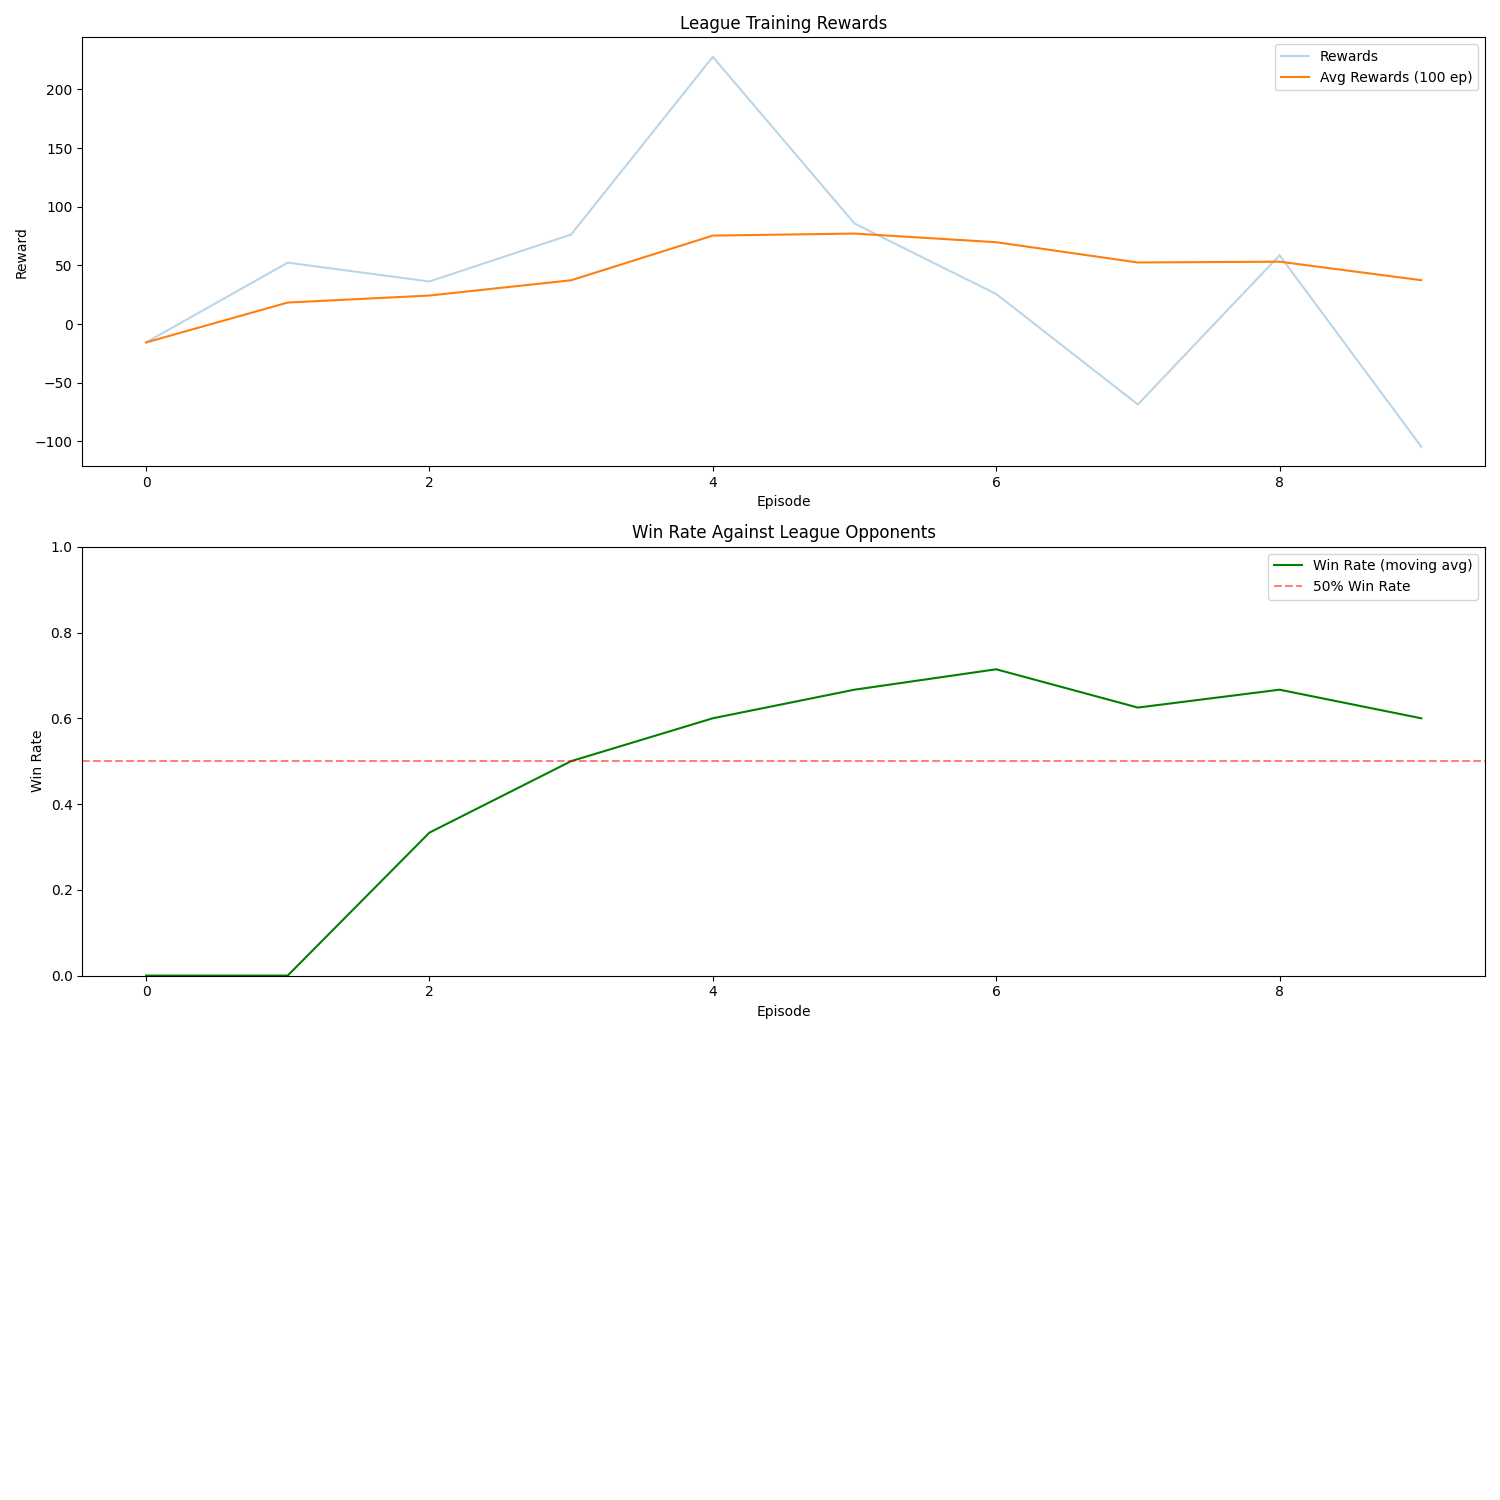 League Training Rewards
Rewards
Avg Rewards (100 ep)
200
150
100
50
0
−50
−100
Reward
0 2 4 6 8
Episode
Win Rate Against League Opponents
Win Rate (moving avg)
50% Win Rate
1.0
0.8
0.6
0.4
0.2
0.0
Win Rate
0 2 4 6 8
Episode